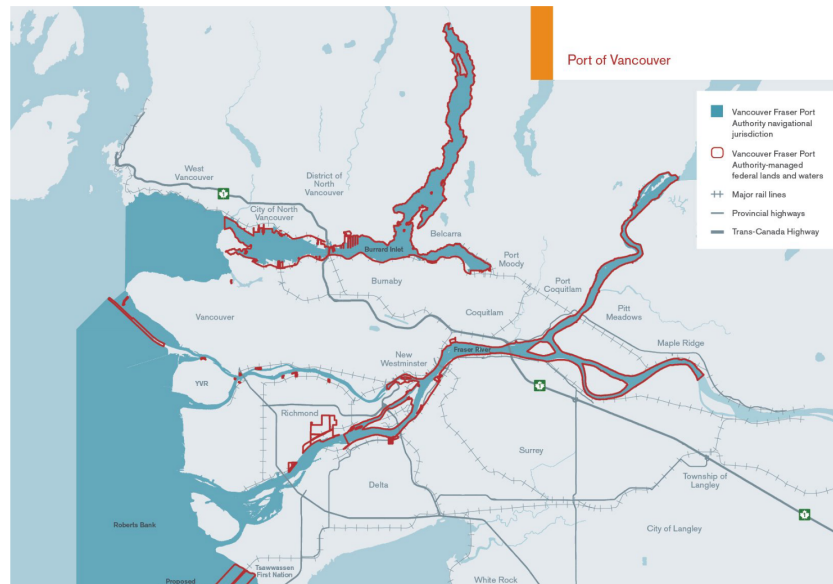 Port of Vancouver
Vancouver Fraser Port
Authority navigational
jurisdiction
Vancouver Fraser Port
Authority-managed
federal lands and waters
Major rail lines
Provincial highways
Trans-Canada Highway
West
Vancouver
1
District of
North
Vancouver
City of North
Vancouver
Burrard Inlet
Belcarra
Port
Moody
Burnaby
Vancouver
Coquitlam
Port
Coquitlam
Pitt
Meadows
Maple Ridge
New
Westminster
Fraser River
YVR
1
Richmond
Surrey
Delta
Township of
Langley
1
Roberts Bank
City of Langley
Tsawwassen
First Nation
Proposed
White Rock